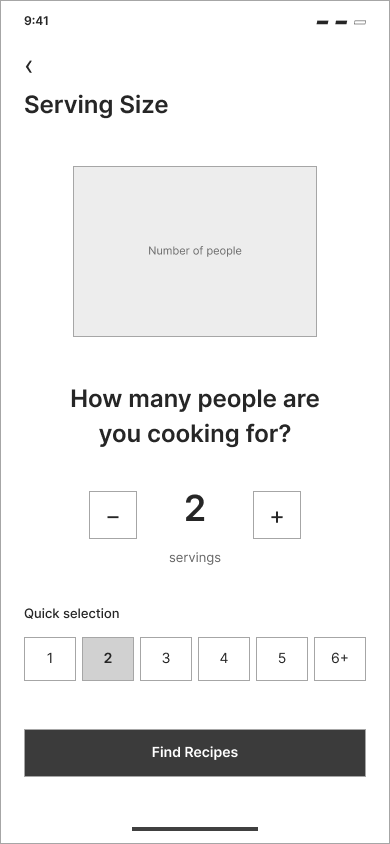 9:41
‹
Serving Size
Number of people
How many people are
you cooking for?
− 2 +
servings
Quick selection
1 2 3 4 5 6+
Find Recipes